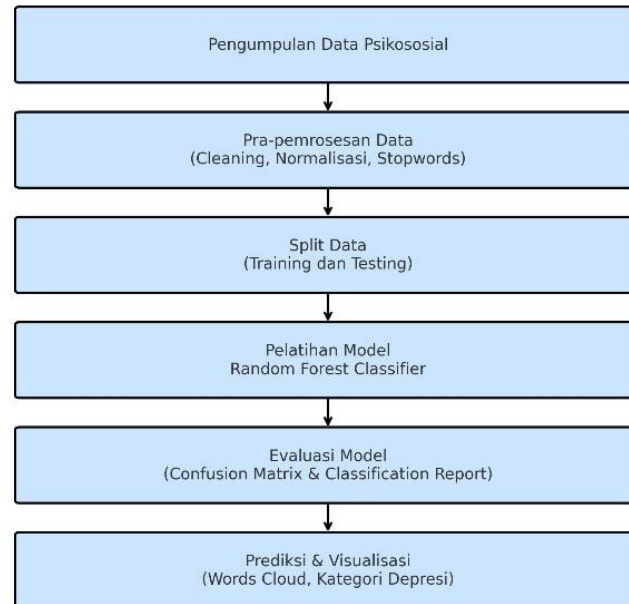 Pengumpulan Data Psikososial
Pra-pemrosesan Data
(Cleaning, Normalisasi, Stopwords)
Split Data
(Training dan Testing)
Pelatihan Model
Random Forest Classifier
Evaluasi Model
(Confusion Matrix & Classification Report)
Prediksi & Visualisasi
(Words Cloud, Kategori Depresi)